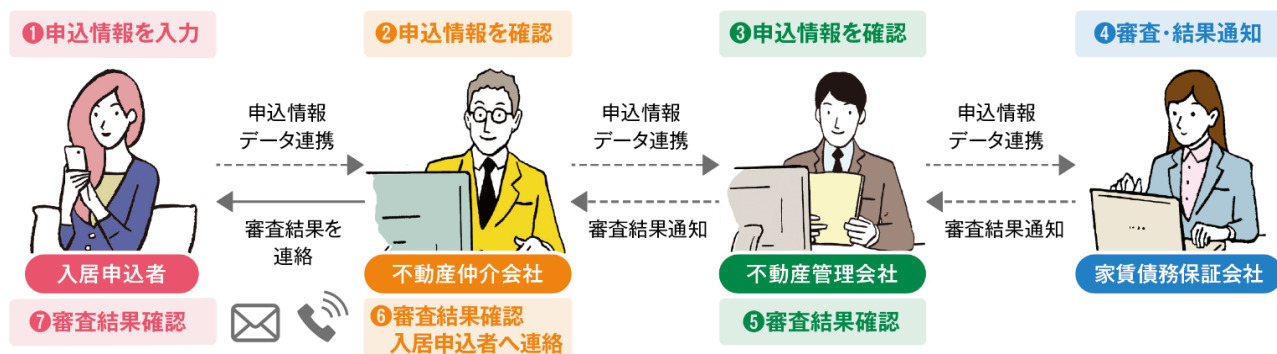 ❶申込情報を入力
❷申込情報を確認
❸申込情報を確認
❹審査・結果通知
申込情報
データ連携
申込情報
データ連携
申込情報
データ連携
審査結果を
連絡
審査結果通知
審査結果通知
入居申込者
不動産仲介会社
不動産管理会社
家賃債務保証会社
❼審査結果確認
❻審査結果確認
入居申込者へ連絡
❺審査結果確認